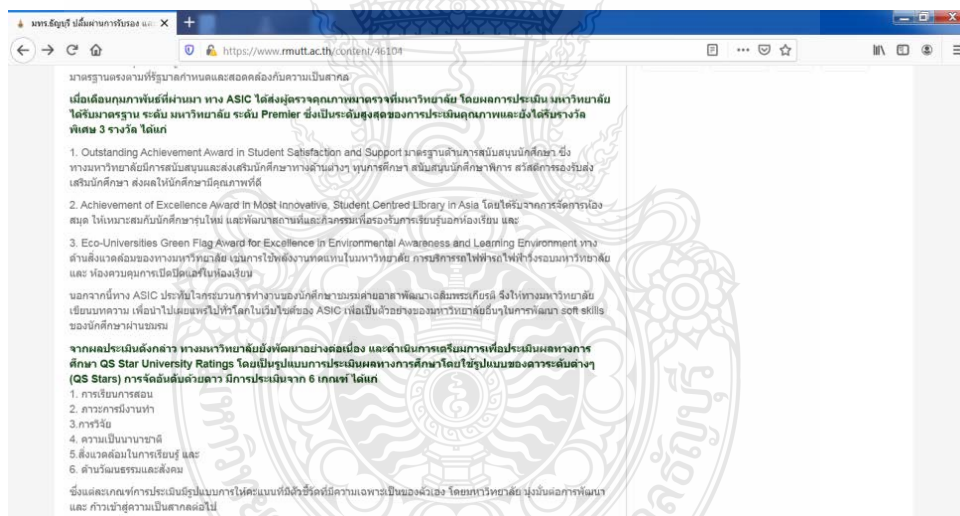 มทร.ธัญบุรี ปลื้มผ่านการรับรอง และ
https://www.rmutt.ac.th/content/46104
มาตรฐานตรงตามที่รัฐบาลกำหนดและสอดคล้องกับความเป็นสากล
เมื่อเดือนกุมภาพันธ์ที่ผ่านมา ทาง ASIC ได้ส่งผู้ตรวจคุณภาพมาตรวจที่มหาวิทยาลัย โดยผลการประเมิน มหาวิทยาลัย
ได้รับมาตรฐาน ระดับ มหาวิทยาลัย ระดับ Premier ซึ่งเป็นระดับสูงสุดของการประเมินคุณภาพและยังได้รับรางวัล
พิเศษ 3 รางวัล ได้แก่
1. Outstanding Achievement Award in Student Satisfaction and Support มาตรฐานด้านการสนับสนุนนักศึกษา ซึ่ง
ทางมหาวิทยาลัยมีการสนับสนุนและส่งเสริมนักศึกษาทางด้านต่างๆ ทุนการศึกษา สนับสนุนนักศึกษาพิการ สวัสดิการรองรับส่ง
เสริมนักศึกษา ส่งผลให้นักศึกษามีคุณภาพที่ดี
2. Achievement of Excellence Award in Most Innovative, Student Centred Library in Asia โดยได้รับจากการจัดการห้อง
สมุด ให้เหมาะสมกับนักศึกษารุ่นใหม่ และพัฒนาสถานที่และกิจกรรมเพื่อรองรับการเรียนรู้นอกห้องเรียน และ
3. Eco-Universities Green Flag Award for Excellence in Environmental Awareness and Learning Environment ทาง
ด้านสิ่งแวดล้อมของทางมหาวิทยาลัย เช่นการใช้พลังงานทดแทนในมหาวิทยาลัย การบริการรถไฟฟ้ารถไฟฟ้าวิ่งรอบมหาวิทยาลัย
และ ห้องควบคุมการเปิดปิดแอร์ในห้องเรียน
นอกจากนี้ทาง ASIC ประทับใจกระบวนการทำงานของนักศึกษาชมรมค่ายอาสาพัฒนาเฉลิมพระเกียรติ จึงให้ทางมหาวิทยาลัย
เขียนบทความ เพื่อนำไปเผยแพร่ไปทั่วโลกในเว็บไซต์ของ ASIC เพื่อเป็นตัวอย่างของมหาวิทยาลัยอื่นๆในการพัฒนา soft skills
ของนักศึกษาผ่านชมรม
จากผลประเมินดังกล่าว ทางมหาวิทยาลัยยังพัฒนาอย่างต่อเนื่อง และดำเนินการเตรียมการเพื่อประเมินผลทางการ
ศึกษา QS Star University Ratings โดยเป็นรูปแบบการประเมินผลทางการศึกษาโดยใช้รูปแบบของดาวระดับต่างๆ
(QS Stars) การจัดอันดับด้วยดาว มีการประเมินจาก 6 เกณฑ์ ได้แก่
1. การเรียนการสอน
2. ภาวะการมีงานทำ
3.การวิจัย
4. ความเป็นนานาชาติ
5.สิ่งแวดล้อมในการเรียนรู้ และ
6. ด้านวัฒนธรรมและสังคม
ซึ่งแต่ละเกณฑ์การประเมินมีรูปแบบการให้คะแนนที่มีตัวชี้วัดที่มีความเฉพาะเป็นของตัวเอง โดยมหาวิทยาลัย มุ่งมั่นต่อการพัฒนา
และ ก้าวเข้าสู่ความเป็นสากลต่อไป